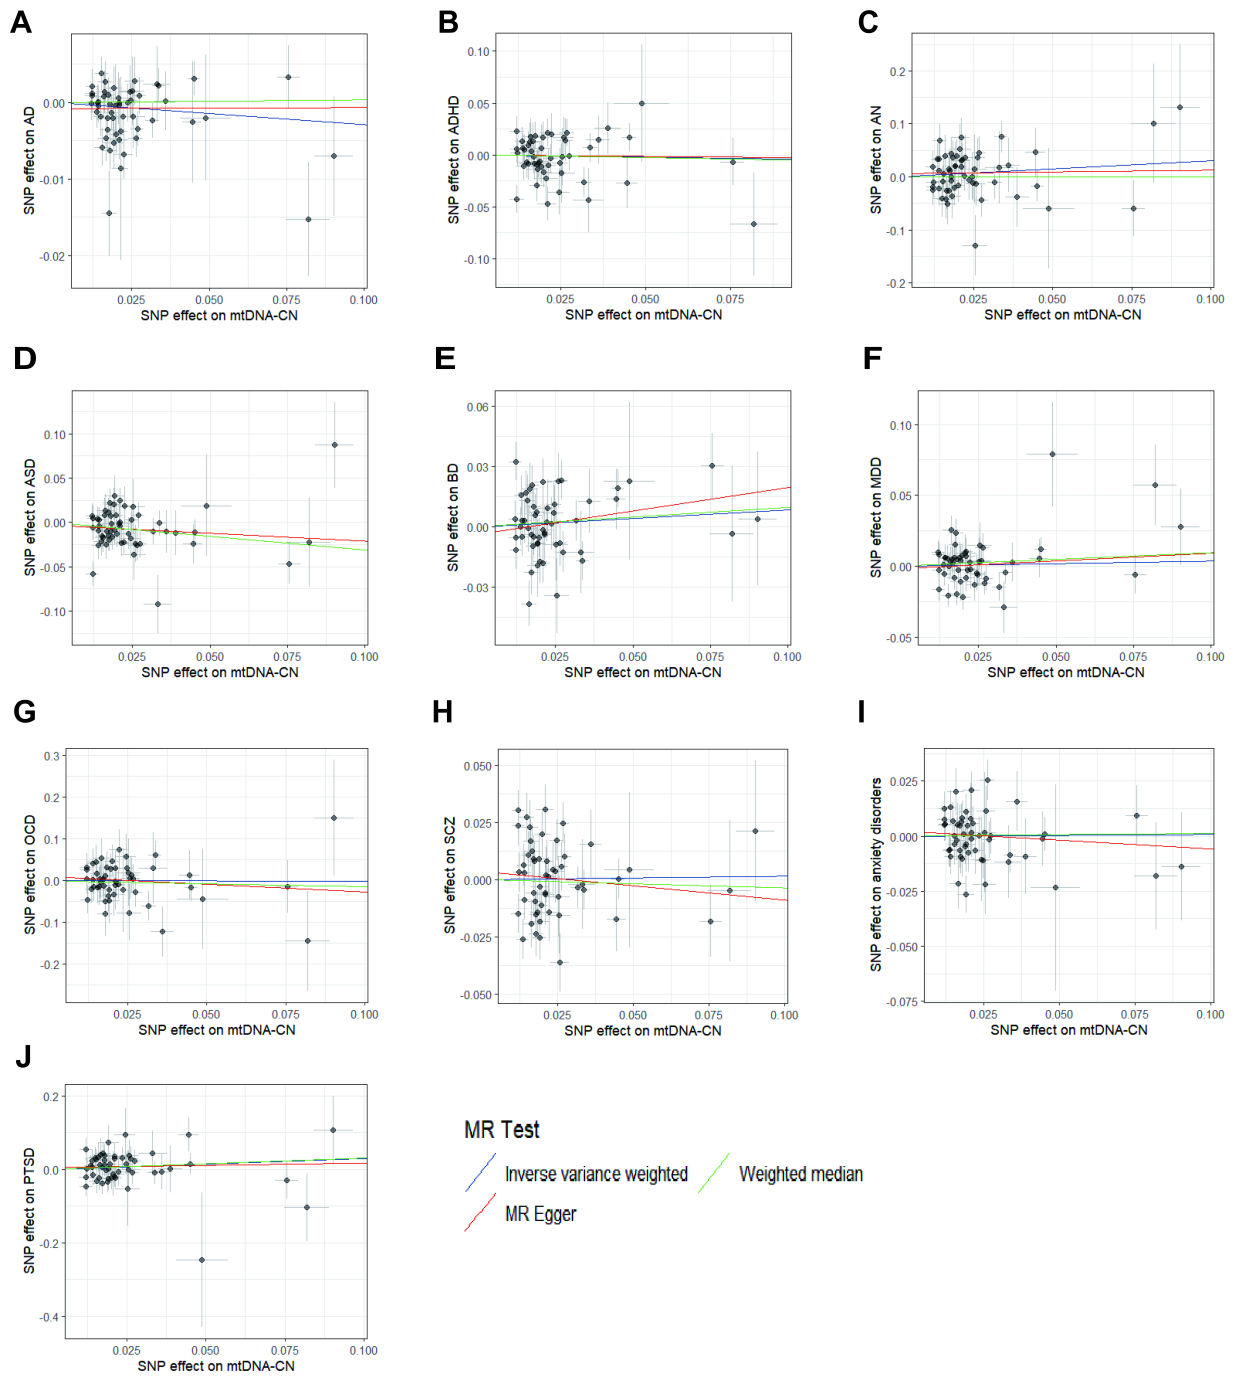 A
B
C
0.00
-0.01
-0.02
SNP effect on AD
0.025
0.050
0.075
0.100
SNP effect on mtDNA-CN
0.10
0.05
0.00
-0.05
-0.10
SNP effect on ADHD
0.025
0.050
0.075
SNP effect on mtDNA-CN
0.2
0.1
0.0
-0.1
-0.2
SNP effect on AN
0.025
0.050
0.075
0.100
SNP effect on mtDNA-CN
D
E
F
0.10
0.05
0.00
-0.05
-0.10
SNP effect on ASD
0.025
0.050
0.075
0.100
SNP effect on mtDNA-CN
0.06
0.03
0.00
-0.03
SNP effect on BD
0.025
0.050
0.075
0.100
SNP effect on mtDNA-CN
0.10
0.05
0.00
-0.05
SNP effect on MDD
0.025
0.050
0.075
0.100
SNP effect on mtDNA-CN
G
H
I
0.3
0.2
0.1
0.0
-0.1
-0.2
SNP effect on OCD
0.025
0.050
0.075
0.100
SNP effect on mtDNA-CN
0.050
0.025
0.000
-0.025
-0.050
SNP effect on SCZ
0.025
0.050
0.075
0.100
SNP effect on mtDNA-CN
0.025
0.000
-0.025
-0.050
-0.075
SNP effect on anxiety disorders
0.025
0.050
0.075
0.100
SNP effect on mtDNA-CN
J
0.2
0.0
-0.2
-0.4
SNP effect on PTSD
0.025
0.050
0.075
0.100
SNP effect on mtDNA-CN
MR Test
Inverse variance weighted
Weighted median
MR Egger